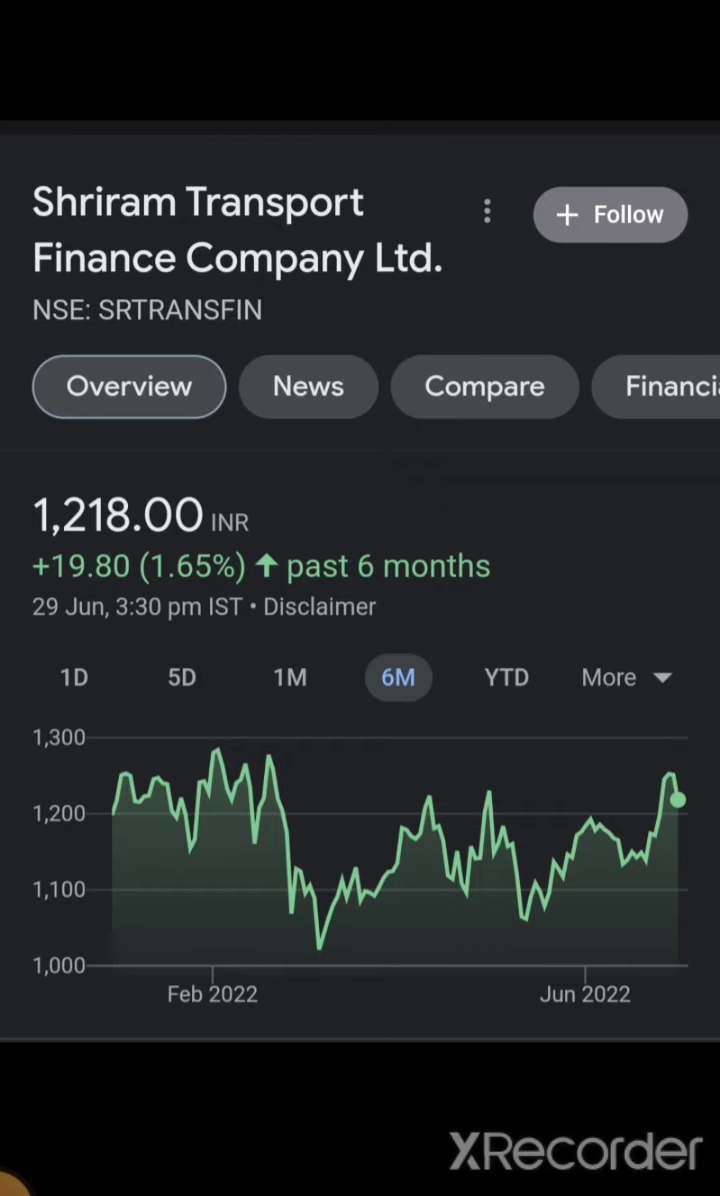 Shriram Transport
Finance Company Ltd.
+ Follow
NSE: SRTRANSFIN
Overview News Compare Financi
1,218.00 INR
+19.80 (1.65%) ↑ past 6 months
29 Jun, 3:30 pm IST • Disclaimer
1D 5D 1M 6M YTD More
1,300
1,200
1,100
1,000
Feb 2022 Jun 2022
XRecorder